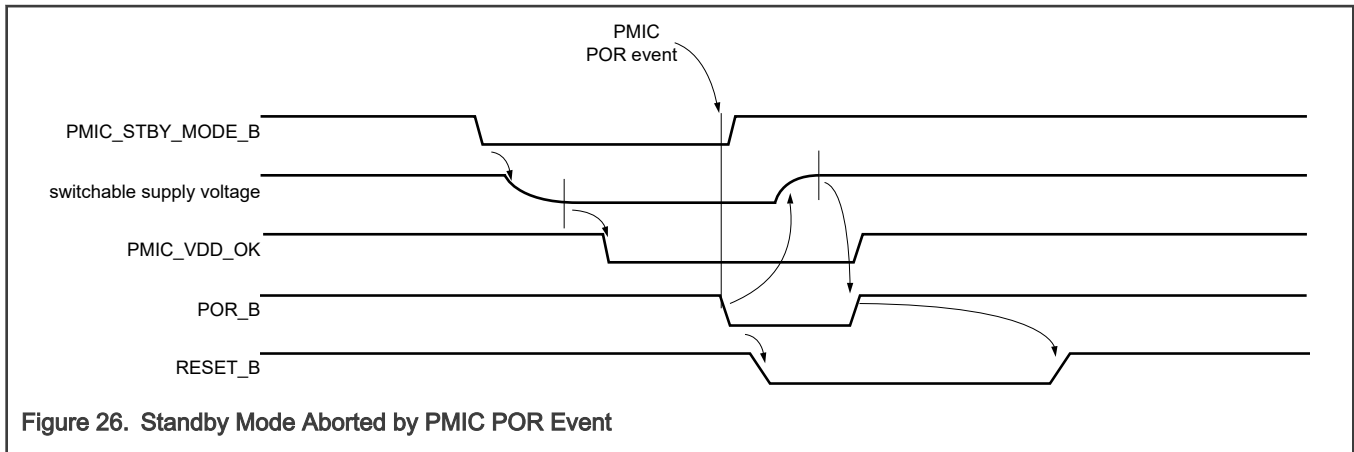 PMIC
POR event
PMIC_STBY_MODE_B
switchable supply voltage
PMIC_VDD_OK
POR_B
RESET_B
Figure 26. Standby Mode Aborted by PMIC POR Event